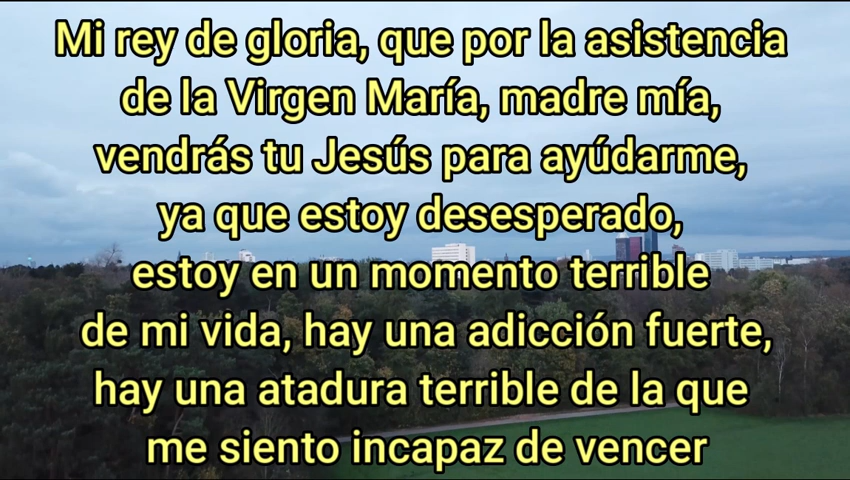 Mi rey de gloria, que por la asistencia
de la Virgen María, madre mía,
vendrás tu Jesús para ayúdarme,
ya que estoy desesperado,
estoy en un momento terrible
de mi vida, hay una adicción fuerte,
hay una atadura terrible de la que
me siento incapaz de vencer